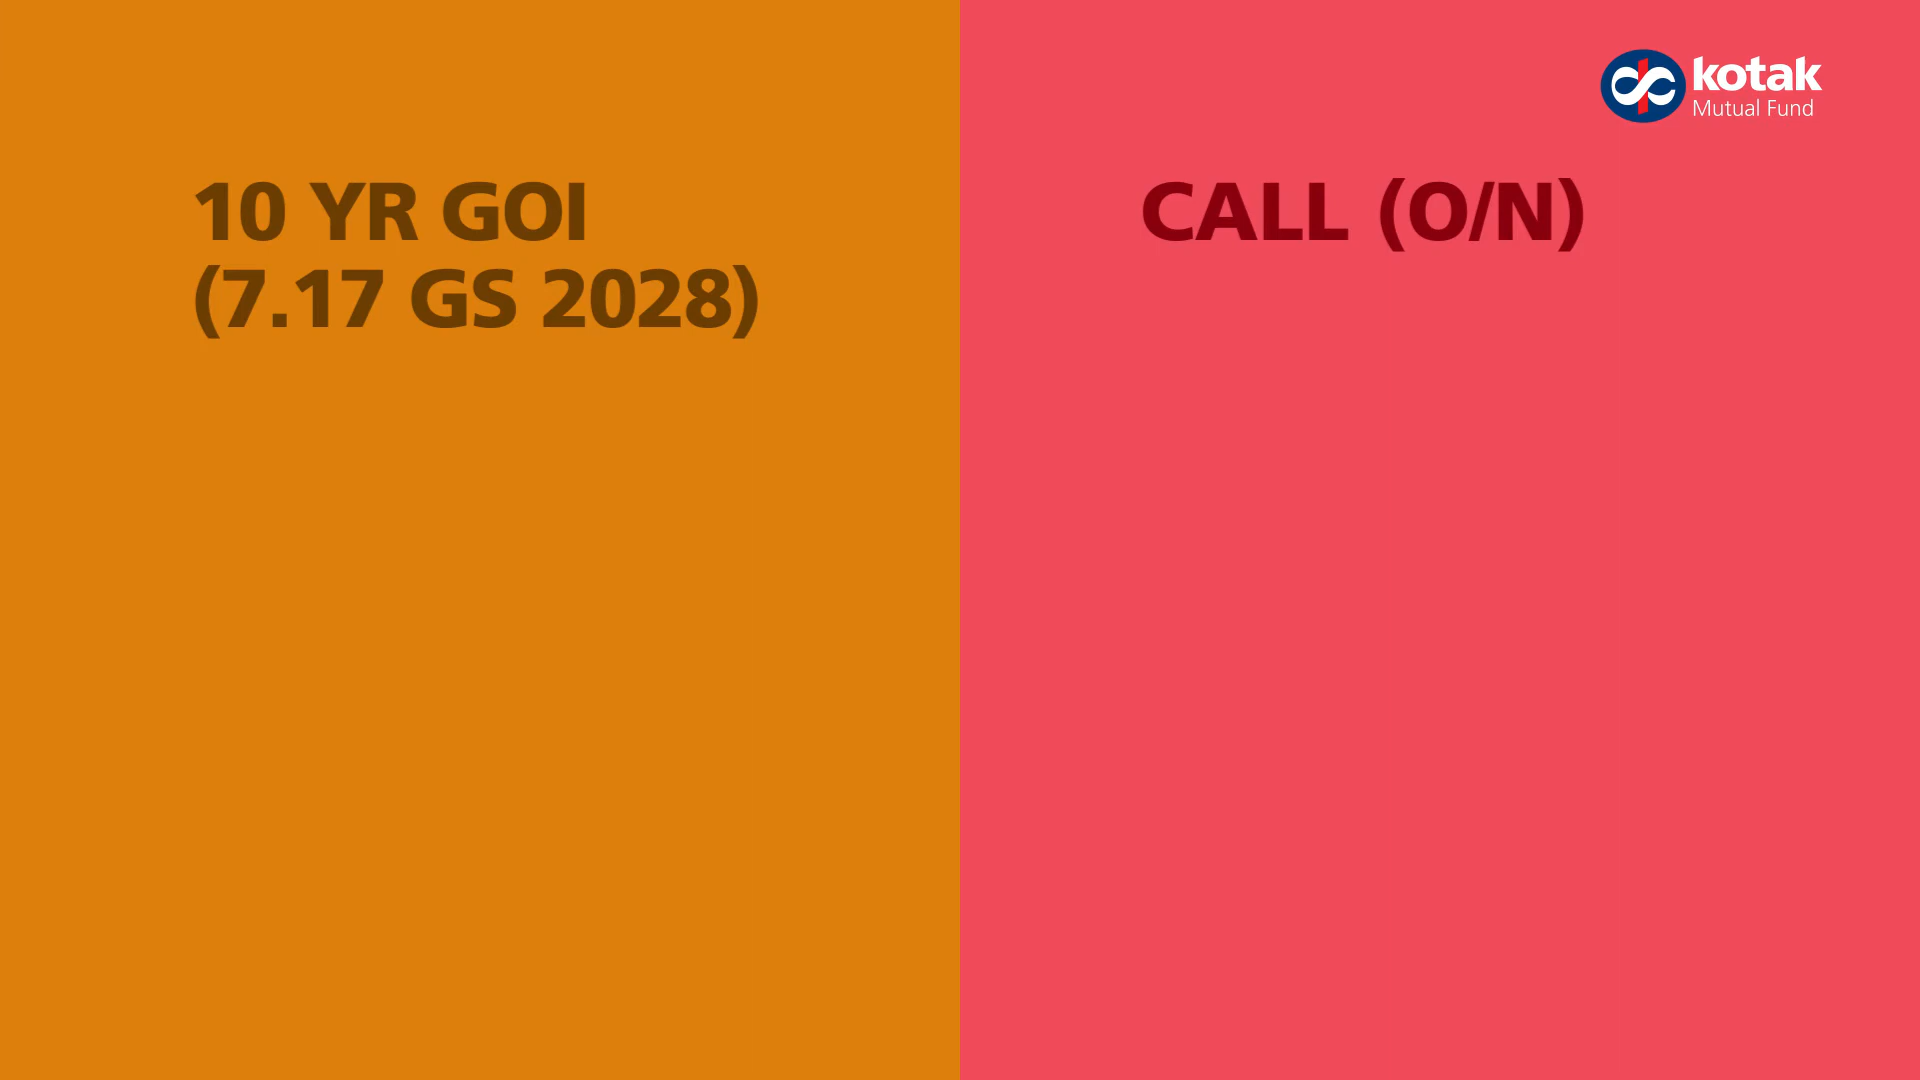 kotak
Mutual Fund
10 YR GOI
(7.17 GS 2028)
CALL (O/N)